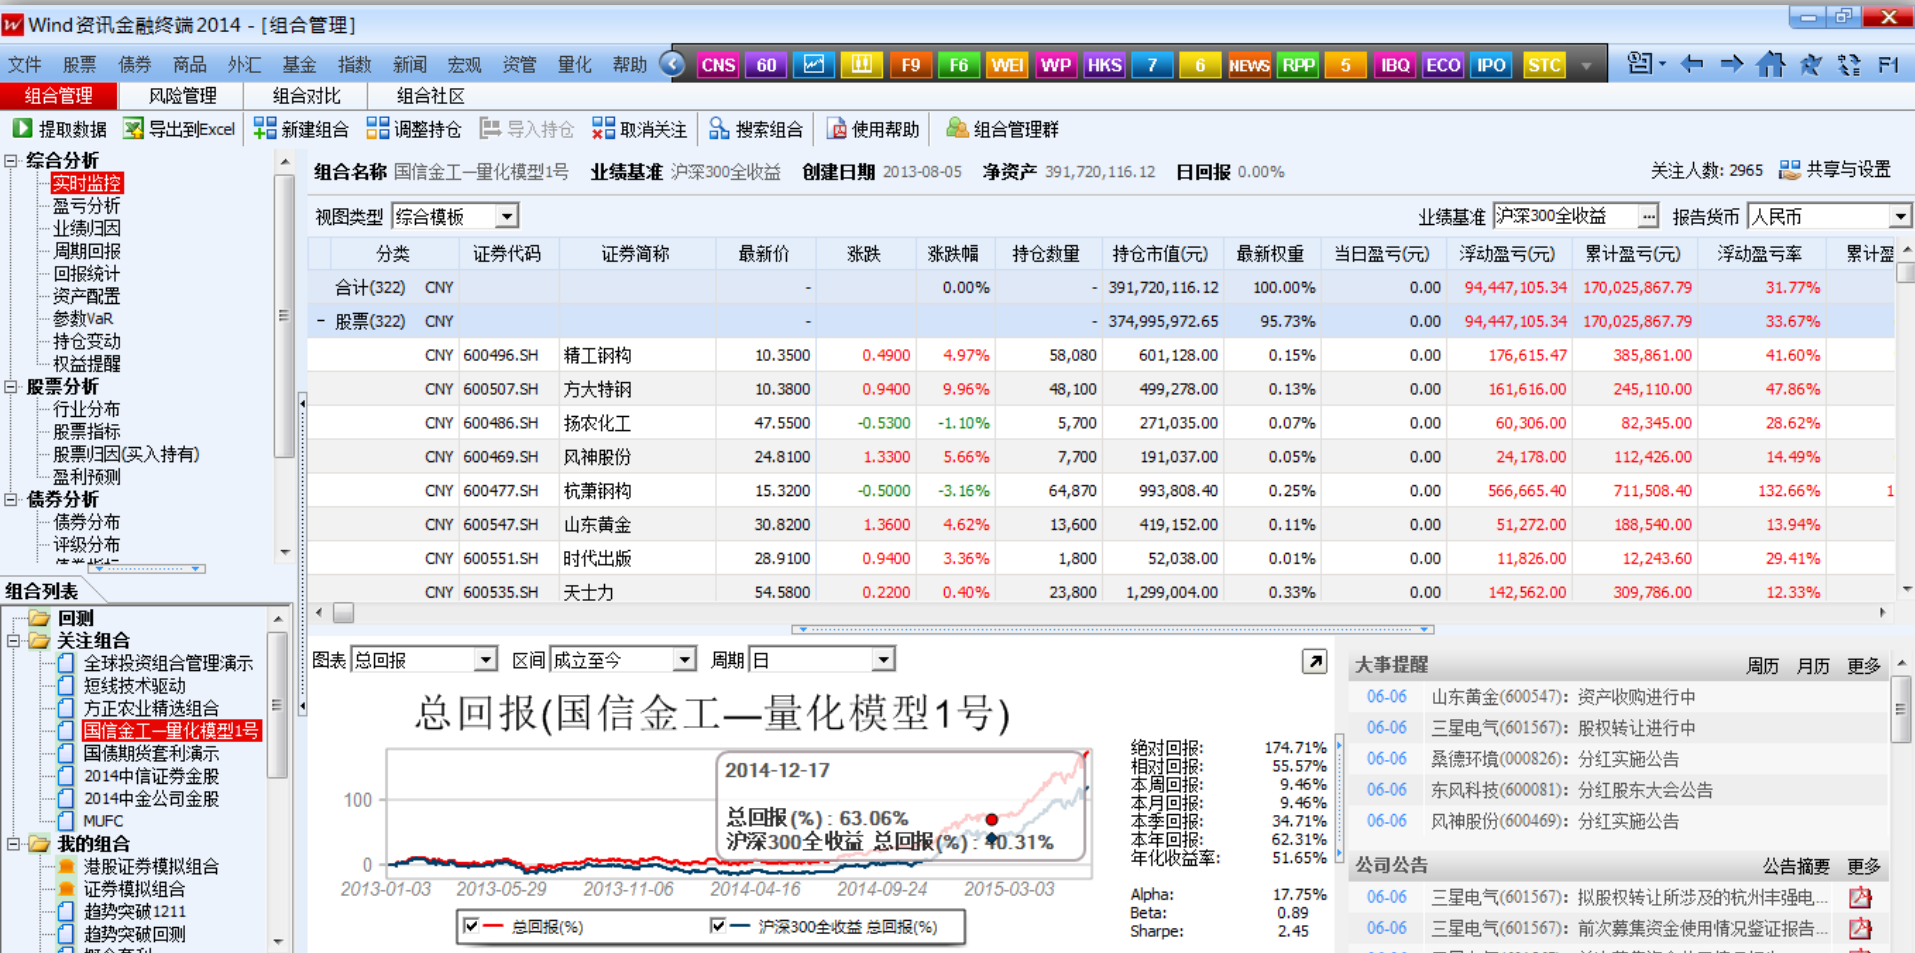 Wind资讯金融终端2014 - [组合管理]
文件 股票 债券 商品 外汇 基金 指数 新闻 宏观 资管 量化 帮助 CNS 60 F9 F6 WEI WP HKS 7 6 NEWS RPP 5 IBQ ECO IPO STC F1
组合管理 风险管理 组合对比 组合社区
提取数据 导出到Excel 新建组合 调整持仓 导入持仓 取消关注 搜索组合 使用帮助 组合管理群
综合分析
实时监控
盈亏分析
业绩归因
周期回报
回报统计
资产配置
参数VaR
持仓变动
权益提醒
股票分析
行业分布
股票指标
股票归因(买入持有)
盈利预测
债券分析
债券分布
评级分布
组合列表
回测
关注组合
全球投资组合管理演示
短线技术驱动
方正农业精选组合
国信金工—量化模型1号
国债期货套利演示
2014中信证券金股
2014中金公司金股
MUFC
我的组合
港股证券模拟组合
证券模拟组合
趋势突破1211
趋势突破回测
组合名称 国信金工—量化模型1号 业绩基准 沪深300全收益 创建日期 2013-08-05 净资产 391,720,116.12 日回报 0.00%
关注人数: 2965 共享与设置
视图类型 综合模板 业绩基准 沪深300全收益 ... 报告货币 人民币
分类 证券代码 证券简称 最新价 涨跌 涨跌幅 持仓数量 持仓市值(元) 最新权重 当日盈亏(元) 浮动盈亏(元) 累计盈亏(元) 浮动盈亏率 累计盈
合计(322) CNY - 0.00% - 391,720,116.12 100.00% 0.00 94,447,105.34 170,025,867.79 31.77%
- 股票(322) CNY - - 374,995,972.65 95.73% 0.00 94,447,105.34 170,025,867.79 33.67%
CNY 600496.SH 精工钢构 10.3500 0.4900 4.97% 58,080 601,128.00 0.15% 0.00 176,615.47 385,861.00 41.60%
CNY 600507.SH 方大特钢 10.3800 0.9400 9.96% 48,100 499,278.00 0.13% 0.00 161,616.00 245,110.00 47.86%
CNY 600486.SH 扬农化工 47.5500 -0.5300 -1.10% 5,700 271,035.00 0.07% 0.00 60,306.00 82,345.00 28.62%
CNY 600469.SH 风神股份 24.8100 1.3300 5.66% 7,700 191,037.00 0.05% 0.00 24,178.00 112,426.00 14.49%
CNY 600477.SH 杭萧钢构 15.3200 -0.5000 -3.16% 64,870 993,808.40 0.25% 0.00 566,665.40 711,508.40 132.66% 1
CNY 600547.SH 山东黄金 30.8200 1.3600 4.62% 13,600 419,152.00 0.11% 0.00 51,272.00 188,540.00 13.94%
CNY 600551.SH 时代出版 28.9100 0.9400 3.36% 1,800 52,038.00 0.01% 0.00 11,826.00 12,243.60 29.41%
CNY 600535.SH 天士力 54.5800 0.2200 0.40% 23,800 1,299,004.00 0.33% 0.00 142,562.00 309,786.00 12.33%
图表 总回报 区间 成立至今 周期 日
总回报(国信金工—量化模型1号)
2014-12-17
总回报(%) : 63.06%
沪深300全收益 总回报(%) : 40.31%
100
0
2013-01-03 2013-05-29 2013-11-06 2014-04-16 2014-09-24 2015-03-03
总回报(%) 沪深300全收益 总回报(%)
绝对回报: 174.71%
相对回报: 55.57%
本周回报: 9.46%
本月回报: 9.46%
本季回报: 34.71%
本年回报: 62.31%
年化收益率: 51.65%
Alpha: 17.75%
Beta: 0.89
Sharpe: 2.45
大事提醒 周历 月历 更多
06-06 山东黄金(600547): 资产收购进行中
06-06 三星电气(601567): 股权转让进行中
06-06 桑德环境(000826): 分红实施公告
06-06 东风科技(600081): 分红股东大会公告
06-06 风神股份(600469): 分红实施公告
公司公告 公告摘要 更多
06-06 三星电气(601567): 拟股权转让所涉及的杭州丰强电...
06-06 三星电气(601567): 前次募集资金使用情况鉴证报告...